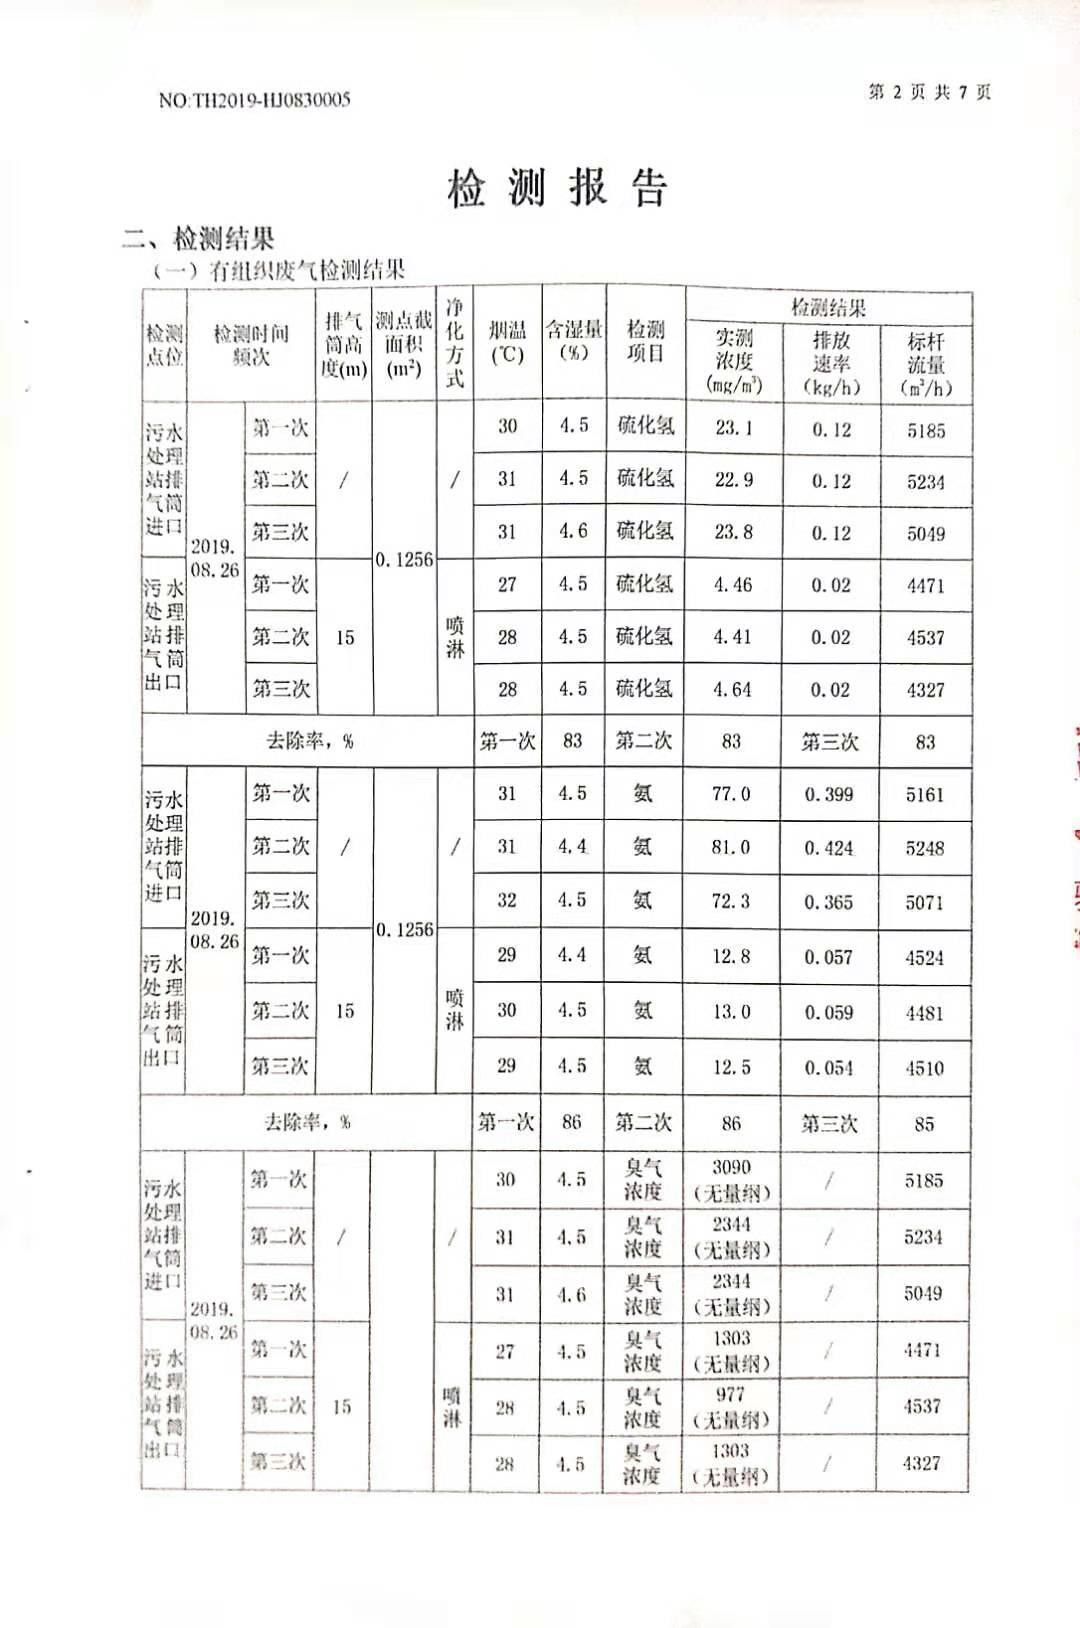 NO:TH2019-HJ0830005
第 2 页 共 7 页
检测报告
二、检测结果
（一）有组织废气检测结果
检测点位 检测时间频次 排气筒高度(m) 测点截面积(m²) 净化方式 烟温(℃) 含湿量(%) 检测项目 检测结果
实测浓度(mg/m³) 排放速率(kg/h) 标杆流量(m³/h)
污水处理站排气筒进口 2019.08.26 第一次 / 0.1256 / 30 4.5 硫化氢 23.1 0.12 5185
第二次 31 4.5 硫化氢 22.9 0.12 5234
第三次 31 4.6 硫化氢 23.8 0.12 5049
污水处理站排气筒出口 第一次 15 喷淋 27 4.5 硫化氢 4.46 0.02 4471
第二次 28 4.5 硫化氢 4.41 0.02 4537
第三次 28 4.5 硫化氢 4.64 0.02 4327
去除率，% 第一次 83 第二次 83 第三次 83
污水处理站排气筒进口 2019.08.26 第一次 / 0.1256 / 31 4.5 氨 77.0 0.399 5161
第二次 31 4.4 氨 81.0 0.424 5248
第三次 32 4.5 氨 72.3 0.365 5071
污水处理站排气筒出口 第一次 15 喷淋 29 4.4 氨 12.8 0.057 4524
第二次 30 4.5 氨 13.0 0.059 4481
第三次 29 4.5 氨 12.5 0.054 4510
去除率，% 第一次 86 第二次 86 第三次 85
污水处理站排气筒进口 2019.08.26 第一次 / / 30 4.5 臭气浓度 3090（无量纲） / 5185
第二次 31 4.5 臭气浓度 2344（无量纲） / 5234
第三次 31 4.6 臭气浓度 2344（无量纲） / 5049
污水处理站排气筒出口 第一次 15 喷淋 27 4.5 臭气浓度 1303（无量纲） / 4471
第二次 28 4.5 臭气浓度 977（无量纲） / 4537
第三次 28 4.5 臭气浓度 1303（无量纲） / 4327